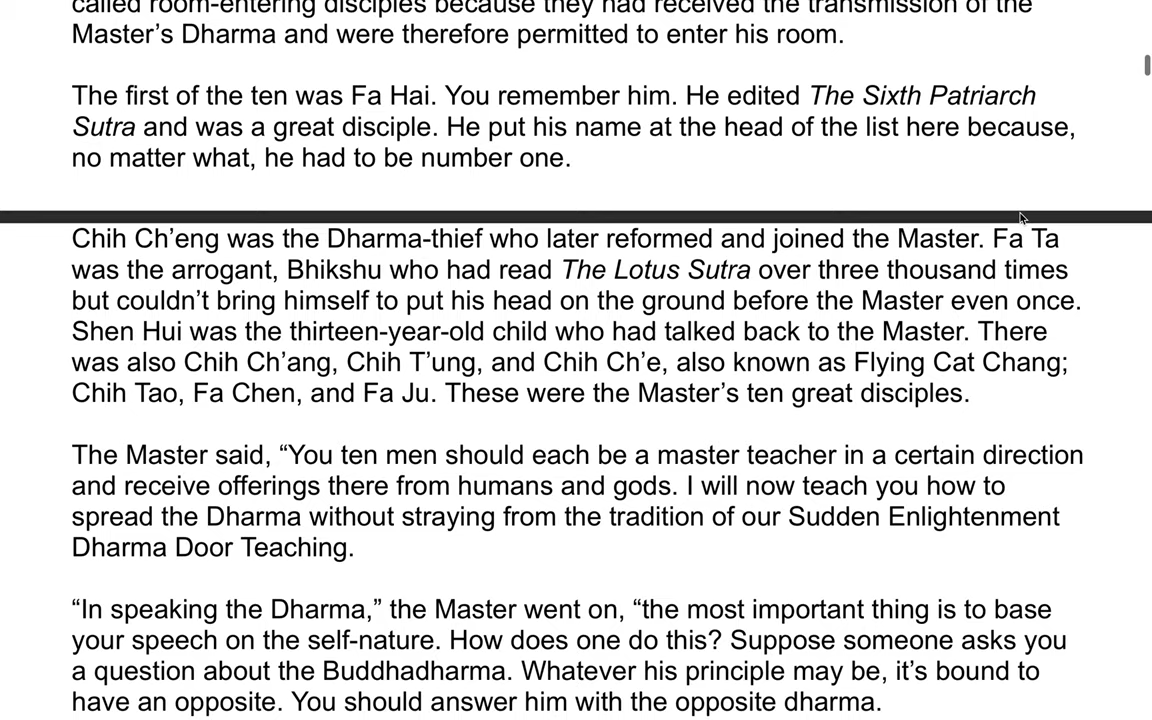 called room-entering disciples because they had received the transmission of the
Master’s Dharma and were therefore permitted to enter his room.
The first of the ten was Fa Hai. You remember him. He edited The Sixth Patriarch
Sutra and was a great disciple. He put his name at the head of the list here because,
no matter what, he had to be number one.
Chih Ch’eng was the Dharma-thief who later reformed and joined the Master. Fa Ta
was the arrogant, Bhikshu who had read The Lotus Sutra over three thousand times
but couldn’t bring himself to put his head on the ground before the Master even once.
Shen Hui was the thirteen-year-old child who had talked back to the Master. There
was also Chih Ch’ang, Chih T’ung, and Chih Ch’e, also known as Flying Cat Chang;
Chih Tao, Fa Chen, and Fa Ju. These were the Master’s ten great disciples.
The Master said, “You ten men should each be a master teacher in a certain direction
and receive offerings there from humans and gods. I will now teach you how to
spread the Dharma without straying from the tradition of our Sudden Enlightenment
Dharma Door Teaching.
“In speaking the Dharma,” the Master went on, “the most important thing is to base
your speech on the self-nature. How does one do this? Suppose someone asks you
a question about the Buddhadharma. Whatever his principle may be, it’s bound to
have an opposite. You should answer him with the opposite dharma.